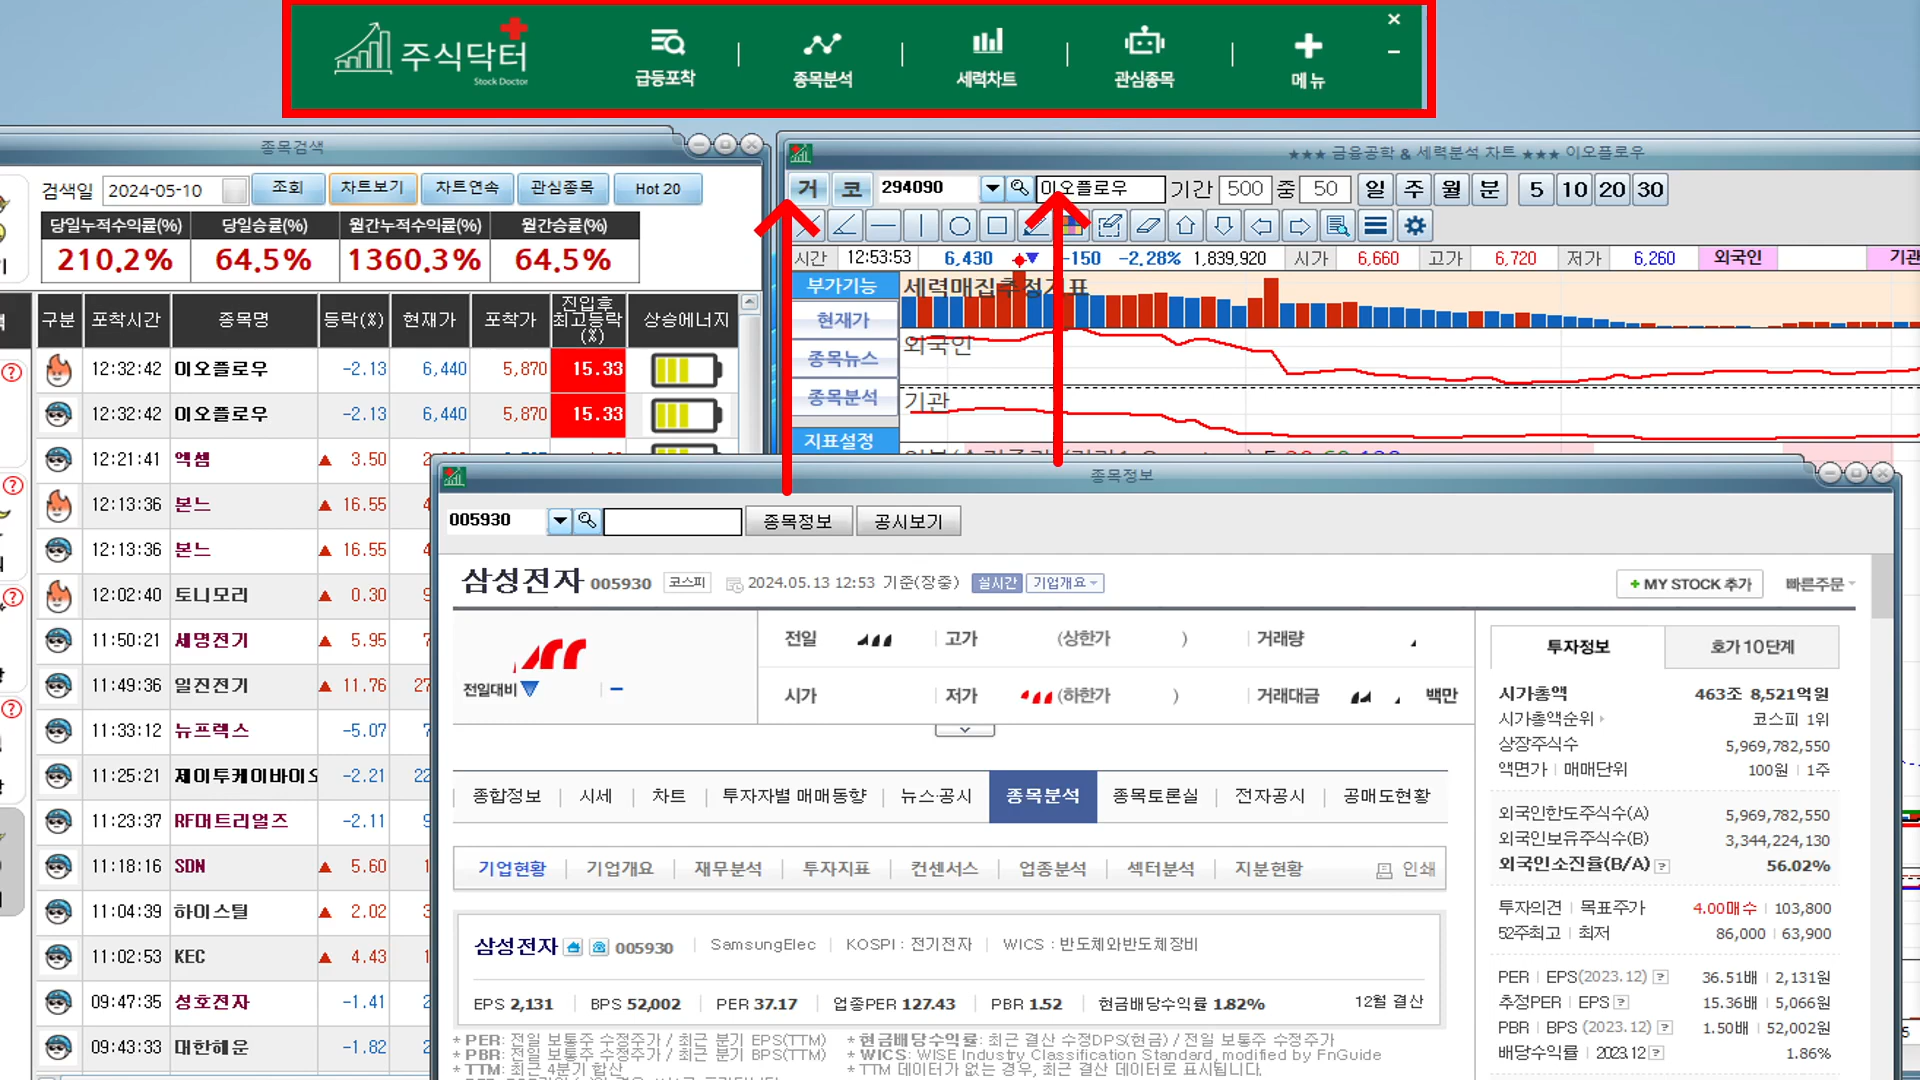 주식닥터
Stock Doctor
급등포착
종목분석
세력차트
관심종목
메뉴
종목검색
검색일 2024-05-10 조회 차트보기 차트연속 관심종목 Hot 20
당일누적수익률(%) 당일승률(%) 월간누적수익률(%) 월간승률(%)
210.2% 64.5% 1360.3% 64.5%
구분 포착시간 종목명 등락(%) 현재가 포착가 진입후 최고등락 (%) 상승에너지
12:32:42 이오플로우 -2.13 6,440 5,870 15.33
12:32:42 이오플로우 -2.13 6,440 5,870 15.33
12:21:41 엑셈 ▲ 3.50
12:13:36 본느 ▲ 16.55
12:13:36 본느 ▲ 16.55
12:02:40 토니모리 ▲ 0.30
11:50:21 세명전기 ▲ 5.95
11:49:36 일진전기 ▲ 11.76
11:33:12 뉴프렉스 -5.07
11:25:21 제이투케이바이오 -2.21
11:23:37 RF머트리얼즈 -2.11
11:18:16 SDN ▲ 5.60
11:04:39 하이스틸 ▲ 2.02
11:02:53 KEC ▲ 4.43
09:47:35 성호전자 -1.41
09:43:33 대한해운 -1.82
★★★ 금융공학 & 세력분석 차트 ★★★ 이오플로우
거 코 294090 이오플로우 기간 500 중 50 일 주 월 분 5 10 20 30
시간 12:53:53 6,430 ▼ -150 -2.28% 1,839,920 시가 6,660 고가 6,720 저가 6,260 외국인 기관
부가기능
현재가
종목뉴스
종목분석
지표설정
세력매집추정지표
외국인
기관
종목정보
005930 종목정보 공시보기
삼성전자 005930 코스피 2024.05.13 12:53 기준(장중) 실시간 기업개요
+ MY STOCK 추가 빠른주문
전일대비 ▼
전일 고가 (상한가 ) 거래량
시가 저가 (하한가 ) 거래대금 백만
종합정보 시세 차트 투자자별 매매동향 뉴스·공시 종목분석 종목토론실 전자공시 공매도현황
기업현황 기업개요 재무분석 투자지표 컨센서스 업종분석 섹터분석 지분현황 인쇄
삼성전자 005930 SamsungElec KOSPI : 전기전자 WICS : 반도체와반도체장비
EPS 2,131 BPS 52,002 PER 37.17 업종PER 127.43 PBR 1.52 현금배당수익률 1.82% 12월 결산
* PER: 전일 보통주 수정주가 / 최근 분기 EPS(TTM)
* PBR: 전일 보통주 수정주가 / 최근 분기 BPS(TTM)
* TTM: 최근 4분기 합산
* 현금배당수익률: 최근 결산 수정DPS(현금) / 전일 보통주 수정주가
* WICS: WISE Industry Classification Standard, modified by FnGuide
* TTM 데이터가 없는 경우, 최근 결산 데이터로 표시됩니다.
투자정보 호가 10단계
시가총액 463조 8,521억원
시가총액순위 코스피 1위
상장주식수 5,969,782,550
액면가 | 매매단위 100원 | 1주
외국인한도주식수(A) 5,969,782,550
외국인보유주식수(B) 3,344,224,130
외국인소진율(B/A) ? 56.02%
투자의견 | 목표주가 4.00매수 | 103,800
52주최고 | 최저 86,000 | 63,900
PER | EPS(2023.12) ? 36.51배 | 2,131원
추정PER | EPS ? 15.36배 | 5,066원
PBR | BPS (2023.12) ? 1.50배 | 52,002원
배당수익률 | 2023.12 ? 1.86%